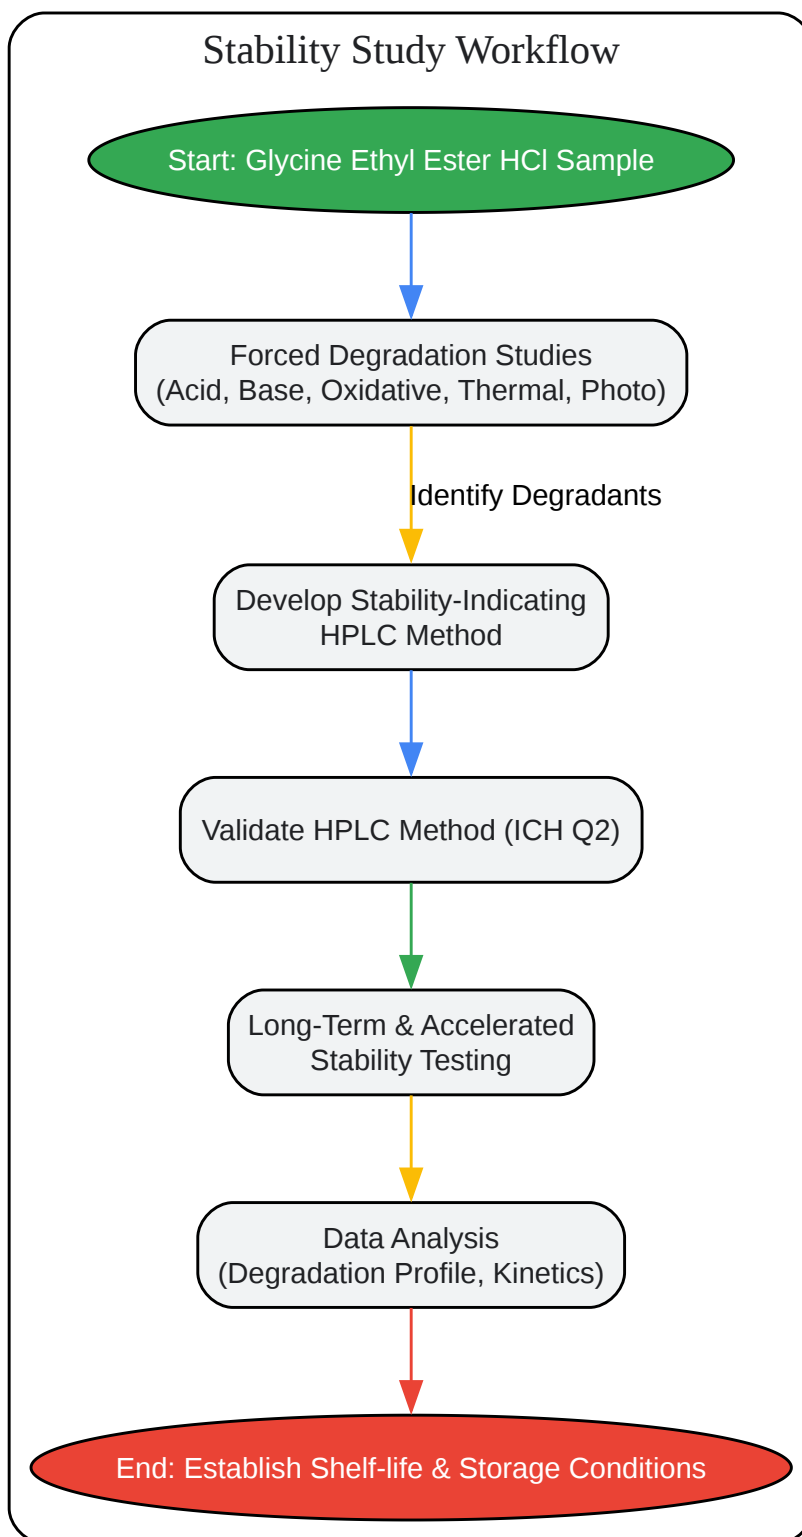 Stability Study Workflow
Start: Glycine Ethyl Ester HCl Sample
Forced Degradation Studies
(Acid, Base, Oxidative, Thermal, Photo)
Identify Degradants
Develop Stability-Indicating
HPLC Method
Validate HPLC Method (ICH Q2)
Long-Term & Accelerated
Stability Testing
Data Analysis
(Degradation Profile, Kinetics)
End: Establish Shelf-life & Storage Conditions